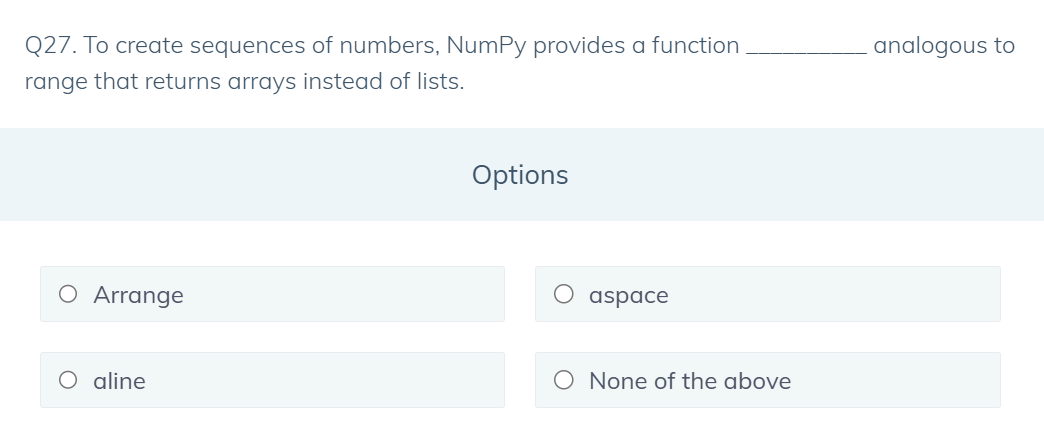 Q27. To create sequences of numbers, NumPy provides a function __________ analogous to
range that returns arrays instead of lists.
Options
Arrange
aspace
aline
None of the above